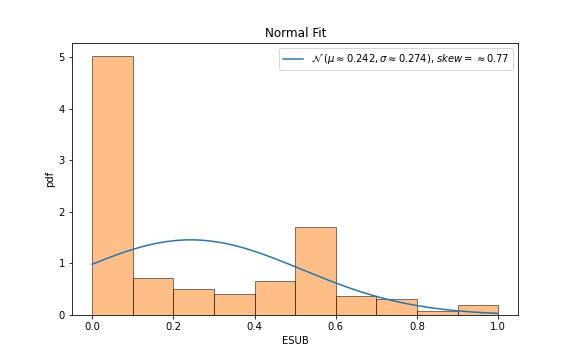 Normal Fit
𝒩 (μ ≈ 0.242, σ ≈ 0.274), skew = ≈ 0.77
pdf
5
4
3
2
1
0
0.0 0.2 0.4 0.6 0.8 1.0
ESUB